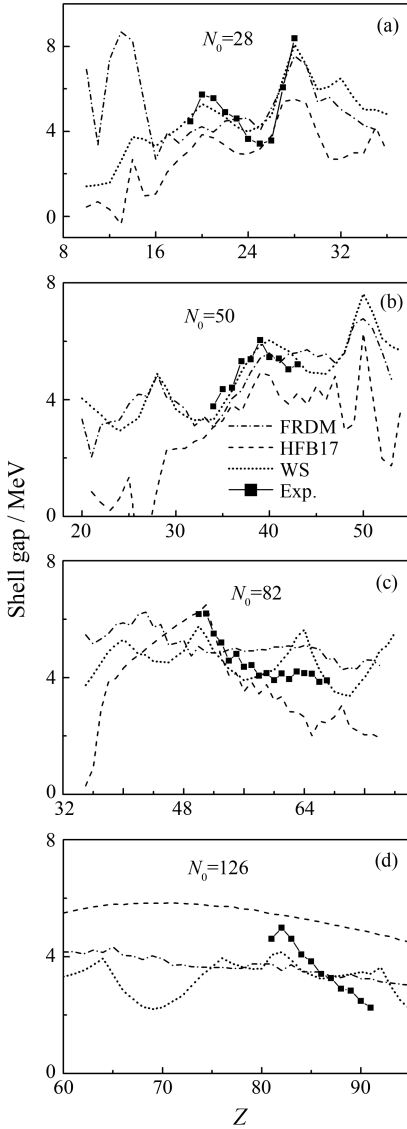 (a)
N₀=28
8
4
0
8 16 24 32
(b)
N₀=50
8
4
0
FRDM
HFB17
WS
Exp.
20 30 40 50
Shell gap / MeV
(c)
N₀=82
8
4
0
32 48 64
(d)
N₀=126
8
4
0
60 70 80 90
Z